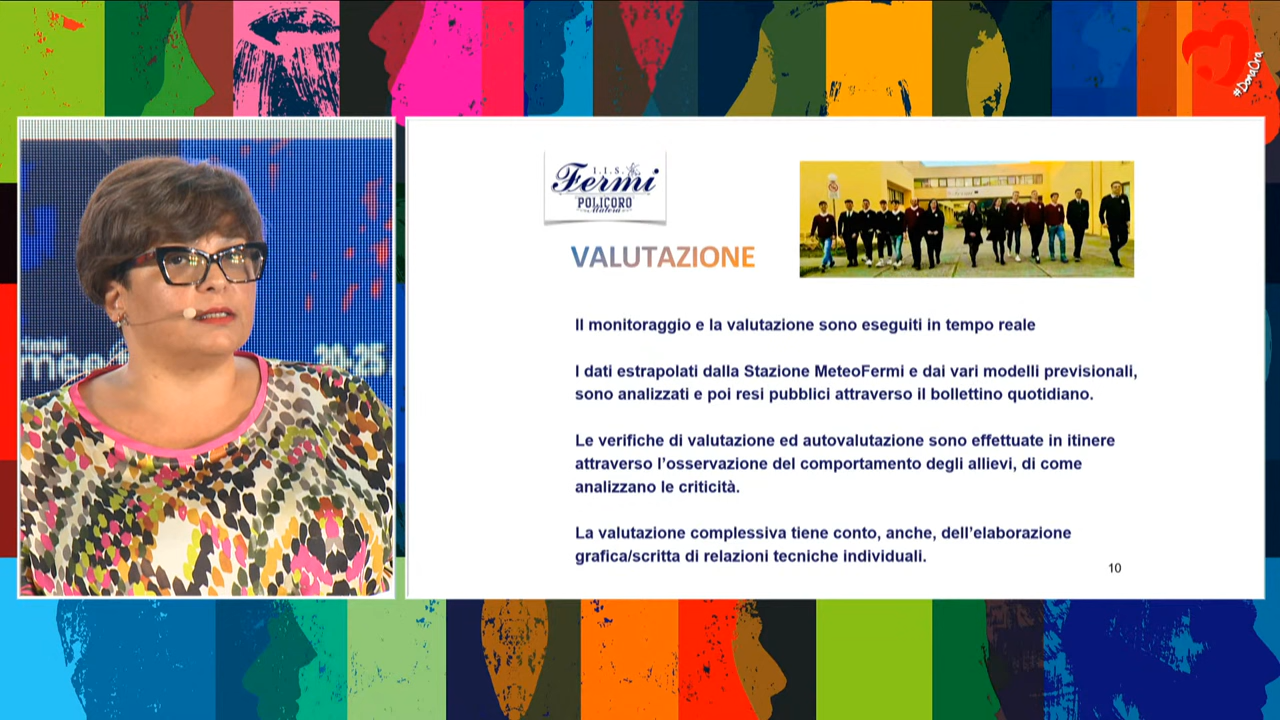 #DonaOra
I.I.S.
Fermi
POLICORO
Matera
VALUTAZIONE
Il monitoraggio e la valutazione sono eseguiti in tempo reale
I dati estrapolati dalla Stazione MeteoFermi e dai vari modelli previsionali,
sono analizzati e poi resi pubblici attraverso il bollettino quotidiano.
Le verifiche di valutazione ed autovalutazione sono effettuate in itinere
attraverso l’osservazione del comportamento degli allievi, di come
analizzano le criticità.
La valutazione complessiva tiene conto, anche, dell’elaborazione
grafica/scritta di relazioni tecniche individuali.
10